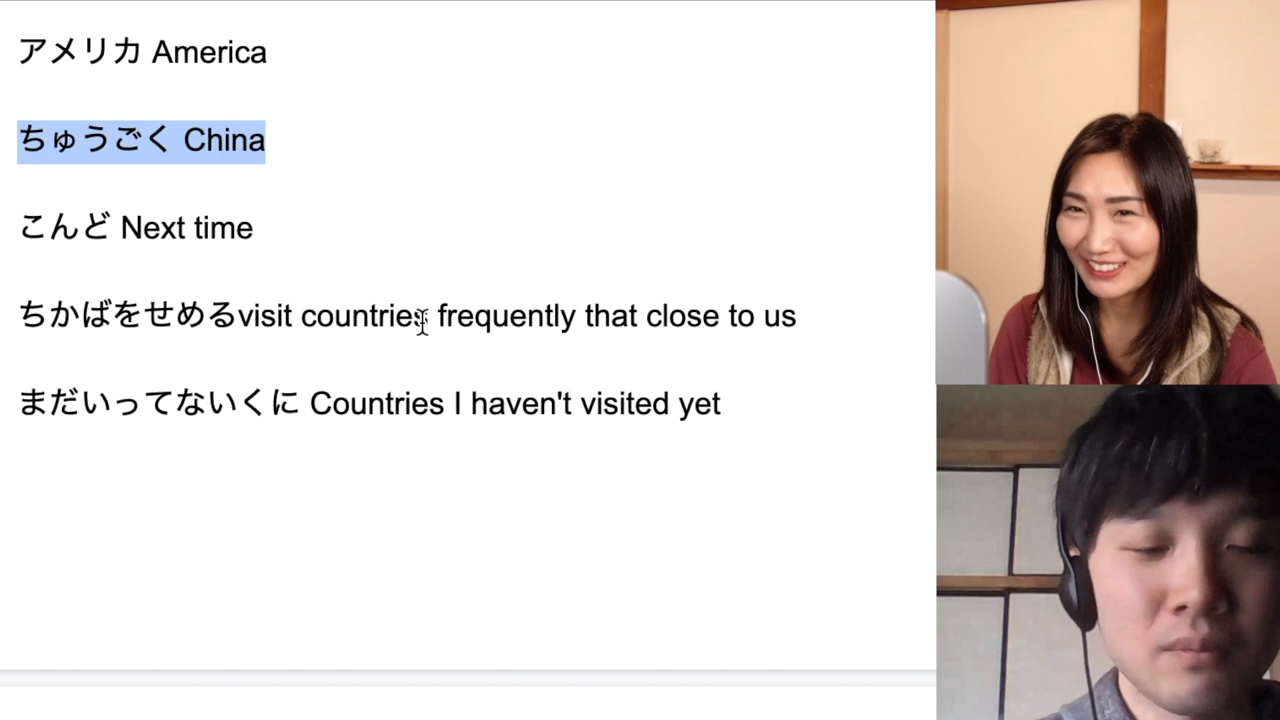 アメリカ America
ちゅうごく China
こんど Next time
ちかばをせめるvisit countries frequently that close to us
まだいってないくに Countries I haven't visited yet